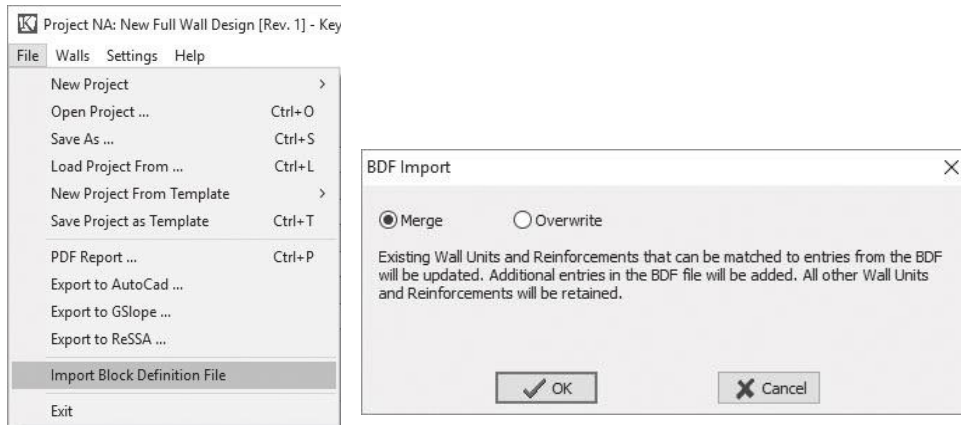 Project NA: New Full Wall Design [Rev. 1] - Key
File Walls Settings Help
New Project >
Open Project ... Ctrl+O
Save As ... Ctrl+S
Load Project From ... Ctrl+L
New Project From Template >
Save Project as Template Ctrl+T
PDF Report ... Ctrl+P
Export to AutoCad ...
Export to GSlope ...
Export to ReSSA ...
Import Block Definition File
Exit
BDF Import
Merge Overwrite
Existing Wall Units and Reinforcements that can be matched to entries from the BDF
will be updated. Additional entries in the BDF file will be added. All other Wall Units
and Reinforcements will be retained.
OK Cancel